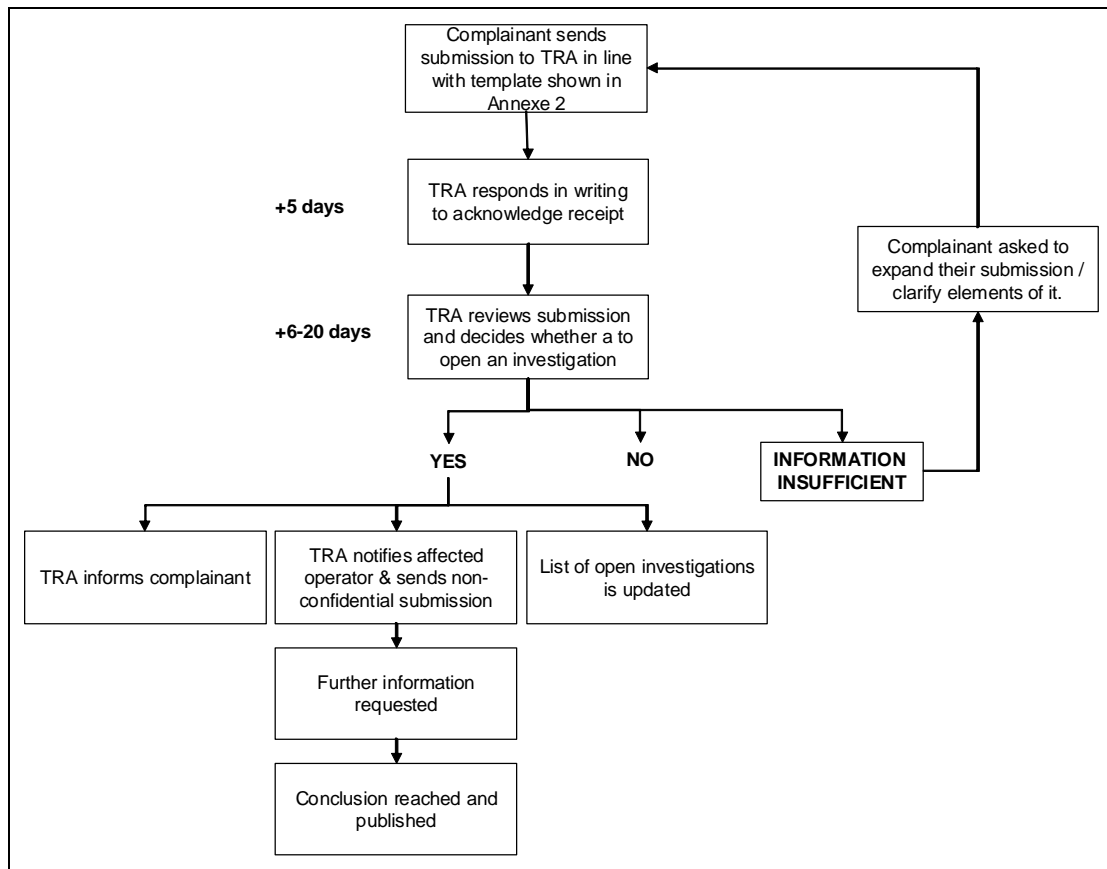 Complainant sends
submission to TRA in line
with template shown in
Annexe 2
+5 days
TRA responds in writing
to acknowledge receipt
Complainant asked to
expand their submission /
clarify elements of it.
+6-20 days
TRA reviews submission
and decides whether a to
open an investigation
YES
NO
INFORMATION
INSUFFICIENT
TRA informs complainant
TRA notifies affected
operator & sends non-
confidential submission
List of open investigations
is updated
Further information
requested
Conclusion reached and
published